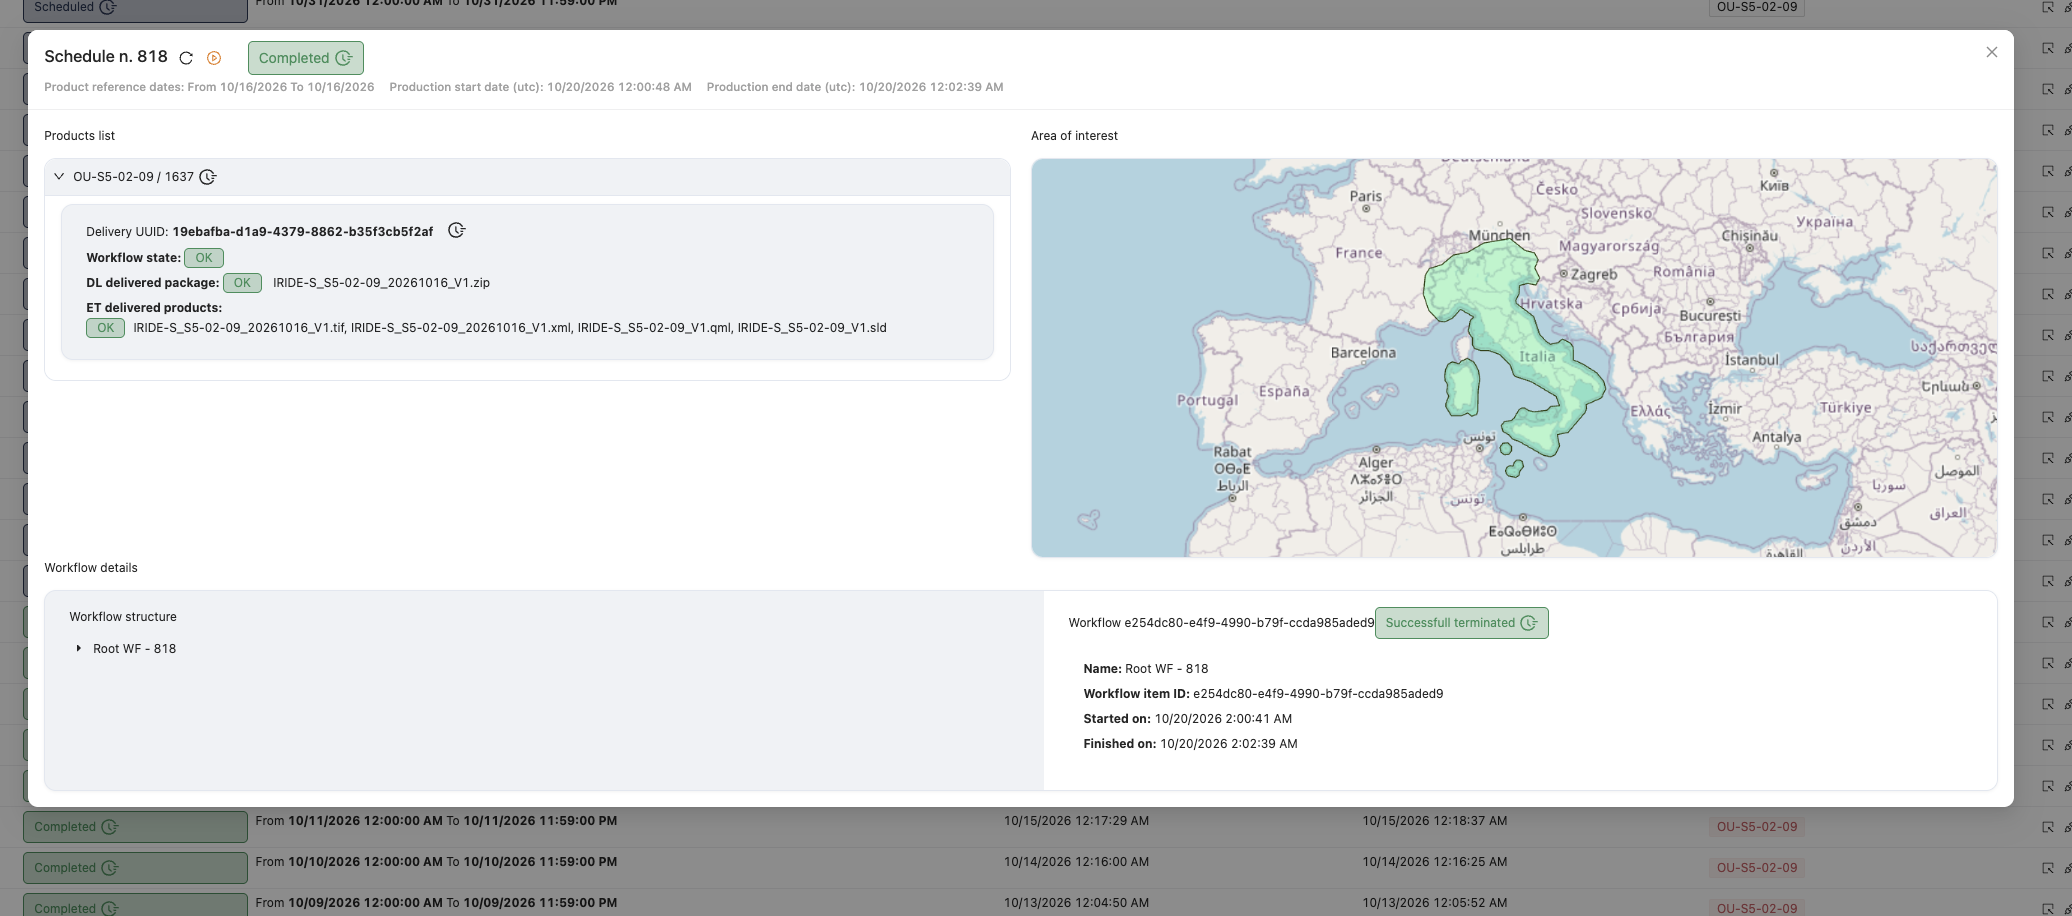 Scheduled From 10/31/2026 12:00:00 AM To 10/31/2026 11:59:00 PM OU-S5-02-09
Schedule n. 818 Completed
Product reference dates: From 10/16/2026 To 10/16/2026 Production start date (utc): 10/20/2026 12:00:48 AM Production end date (utc): 10/20/2026 12:02:39 AM
Products list
OU-S5-02-09 / 1637
Delivery UUID: 19ebafba-d1a9-4379-8862-b35f3cb5f2af
Workflow state: OK
DL delivered package: OK IRIDE-S_S5-02-09_20261016_V1.zip
ET delivered products:
OK IRIDE-S_S5-02-09_20261016_V1.tif, IRIDE-S_S5-02-09_20261016_V1.xml, IRIDE-S_S5-02-09_V1.qml, IRIDE-S_S5-02-09_V1.sld
Area of interest
Deutschland
Paris
Česko
Київ
Slovensko
Україна
München
Magyarország
Chișinău
France
Zagreb
România
Hrvatska
Србија
București
България
Barcelona
Italia
İstanbul
საქართველო
España
Portugal
Ελλάς
İzmir
Türkiye
Երևան
Antalya
تونس
Rabat
ⵔⴱⴰⵟ
الرباط
Alger
الجزائر
تونس
الموصل
سوريا
العراق
دمشق
طرابلس
الأردن
القاهرة
Workflow details
Workflow structure
Root WF - 818
Workflow e254dc80-e4f9-4990-b79f-ccda985aded9 Successfull terminated
Name: Root WF - 818
Workflow item ID: e254dc80-e4f9-4990-b79f-ccda985aded9
Started on: 10/20/2026 2:00:41 AM
Finished on: 10/20/2026 2:02:39 AM
Completed From 10/11/2026 12:00:00 AM To 10/11/2026 11:59:00 PM 10/15/2026 12:17:29 AM 10/15/2026 12:18:37 AM OU-S5-02-09
Completed From 10/10/2026 12:00:00 AM To 10/10/2026 11:59:00 PM 10/14/2026 12:16:00 AM 10/14/2026 12:16:25 AM OU-S5-02-09
Completed From 10/09/2026 12:00:00 AM To 10/09/2026 11:59:00 PM 10/13/2026 12:04:50 AM 10/13/2026 12:05:52 AM OU-S5-02-09